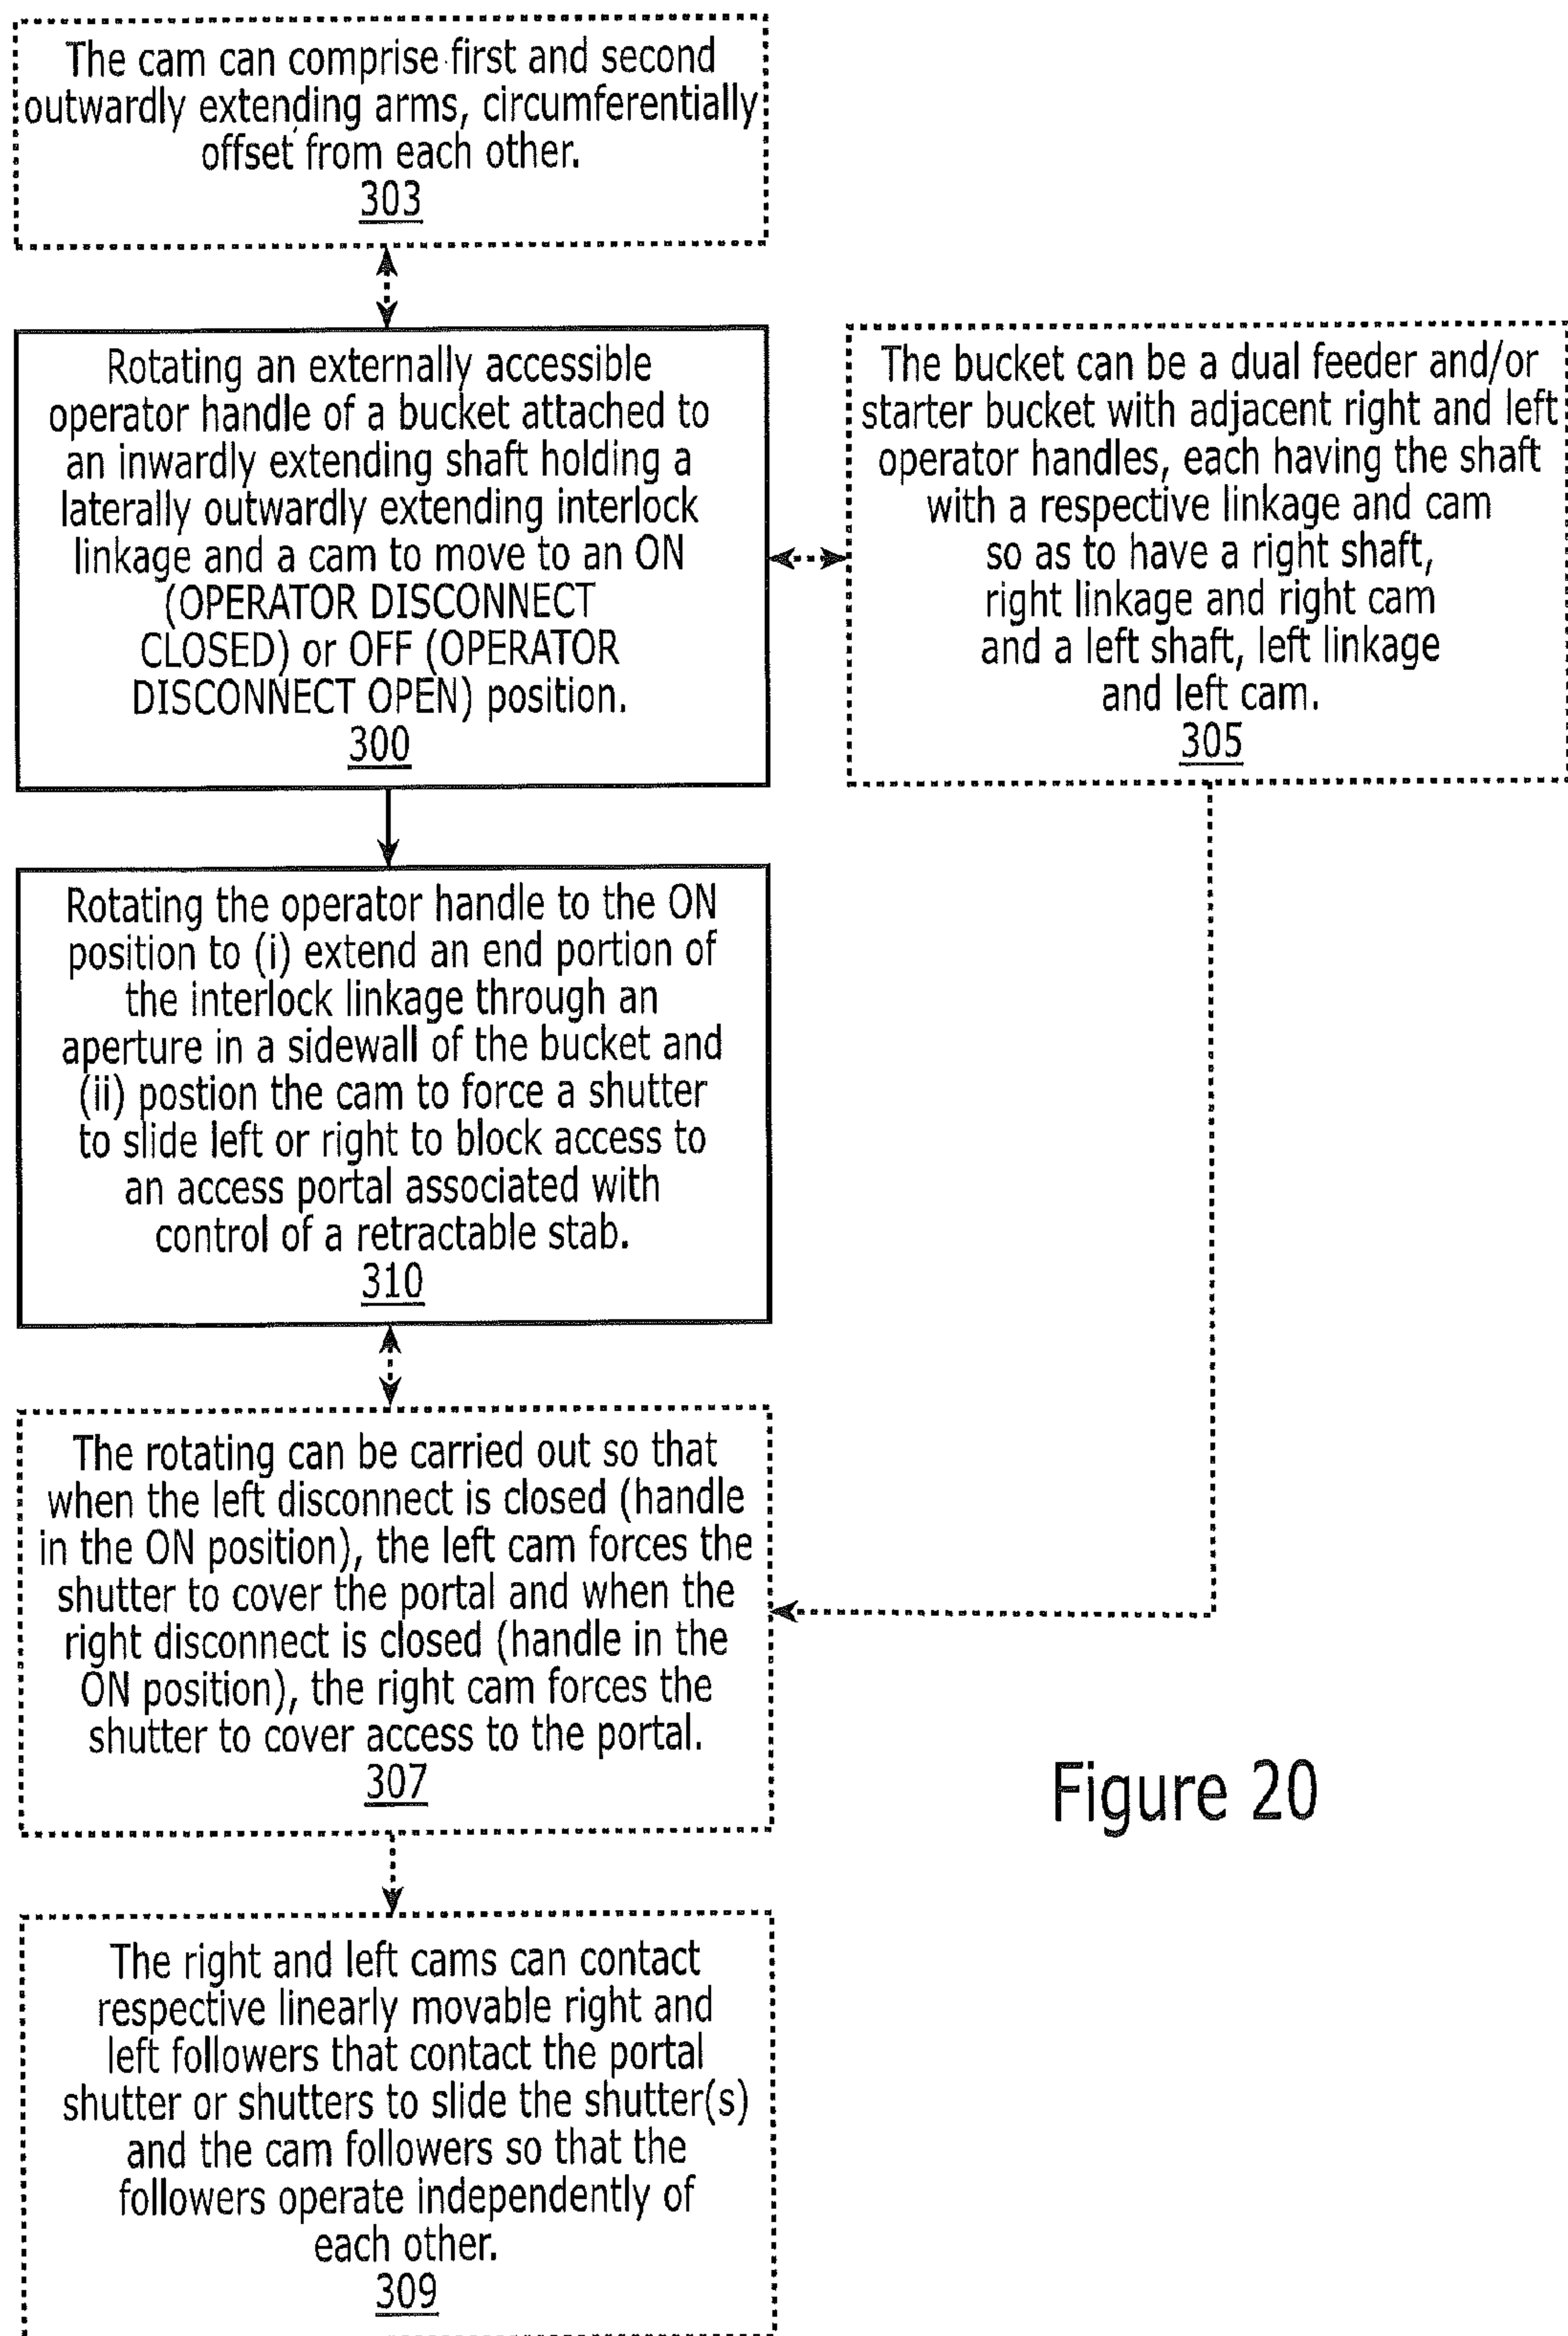 The cam can comprise first and second
outwardly extending arms, circumferentially
offset from each other.
303
Rotating an externally accessible
operator handle of a bucket attached to
an inwardly extending shaft holding a
laterally outwardly extending interlock
linkage and a cam to move to an ON
(OPERATOR DISCONNECT
CLOSED) or OFF (OPERATOR
DISCONNECT OPEN) position.
300
The bucket can be a dual feeder and/or
starter bucket with adjacent right and left
operator handles, each having the shaft
with a respective linkage and cam
so as to have a right shaft,
right linkage and right cam
and a left shaft, left linkage
and left cam.
305
Rotating the operator handle to the ON
position to (i) extend an end portion of
the interlock linkage through an
aperture in a sidewall of the bucket and
(ii) postion the cam to force a shutter
to slide left or right to block access to
an access portal associated with
control of a retractable stab.
310
The rotating can be carried out so that
when the left disconnect is closed (handle
in the ON position), the left cam forces the
shutter to cover the portal and when the
right disconnect is closed (handle in the
ON position), the right cam forces the
shutter to cover access to the portal.
307
The right and left cams can contact
respective linearly movable right and
left followers that contact the portal
shutter or shutters to slide the shutter(s)
and the cam followers so that the
followers operate independently of
each other.
309
Figure 20